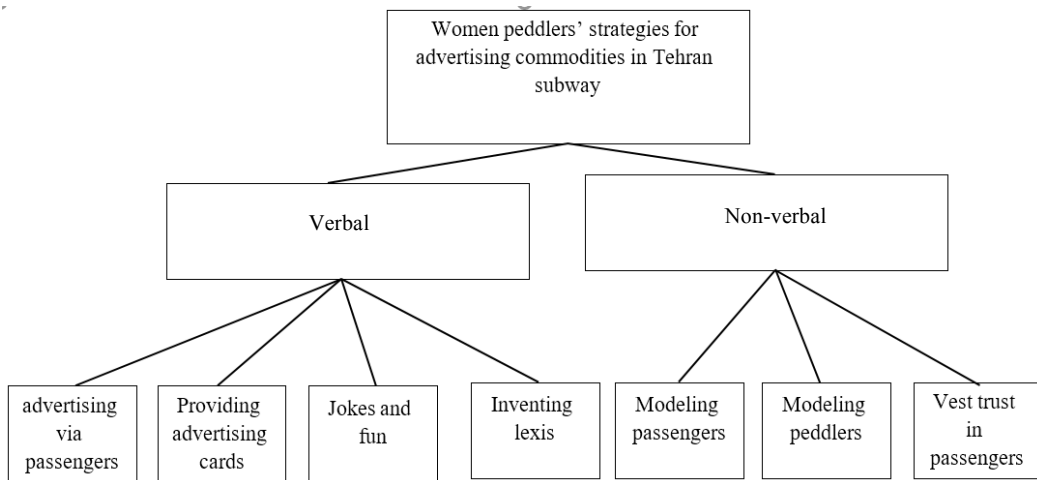 Women peddlers’ strategies for
advertising commodities in Tehran
subway
Verbal
Non-verbal
advertising
via
passengers
Providing
advertising
cards
Jokes and
fun
Inventing
lexis
Modeling
passengers
Modeling
peddlers
Vest trust
in
passengers